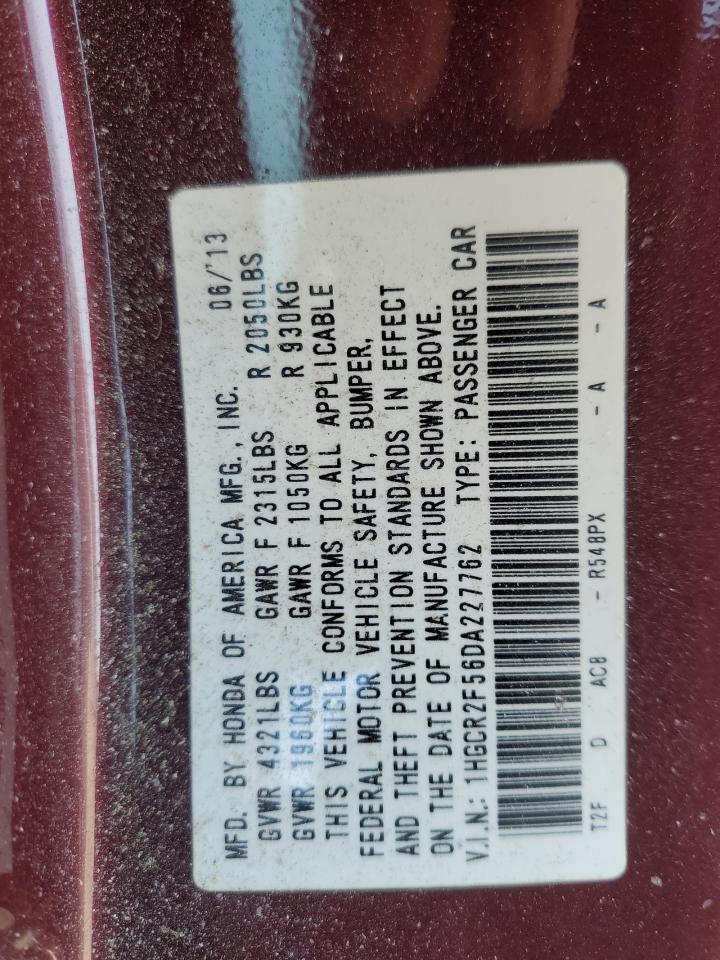 MFD. BY HONDA OF AMERICA MFG., INC. 06/'13
GVWR 4321LBS GAWR F 2315LBS R 2050LBS
GVWR 1960KG GAWR F 1050KG R 930KG
THIS VEHICLE CONFORMS TO ALL APPLICABLE
FEDERAL MOTOR VEHICLE SAFETY, BUMPER,
AND THEFT PREVENTION STANDARDS IN EFFECT
ON THE DATE OF MANUFACTURE SHOWN ABOVE.
V.I.N.: 1HGCR2F56DA227762 TYPE: PASSENGER CAR
T2F D AC8 - R548PX - A - A